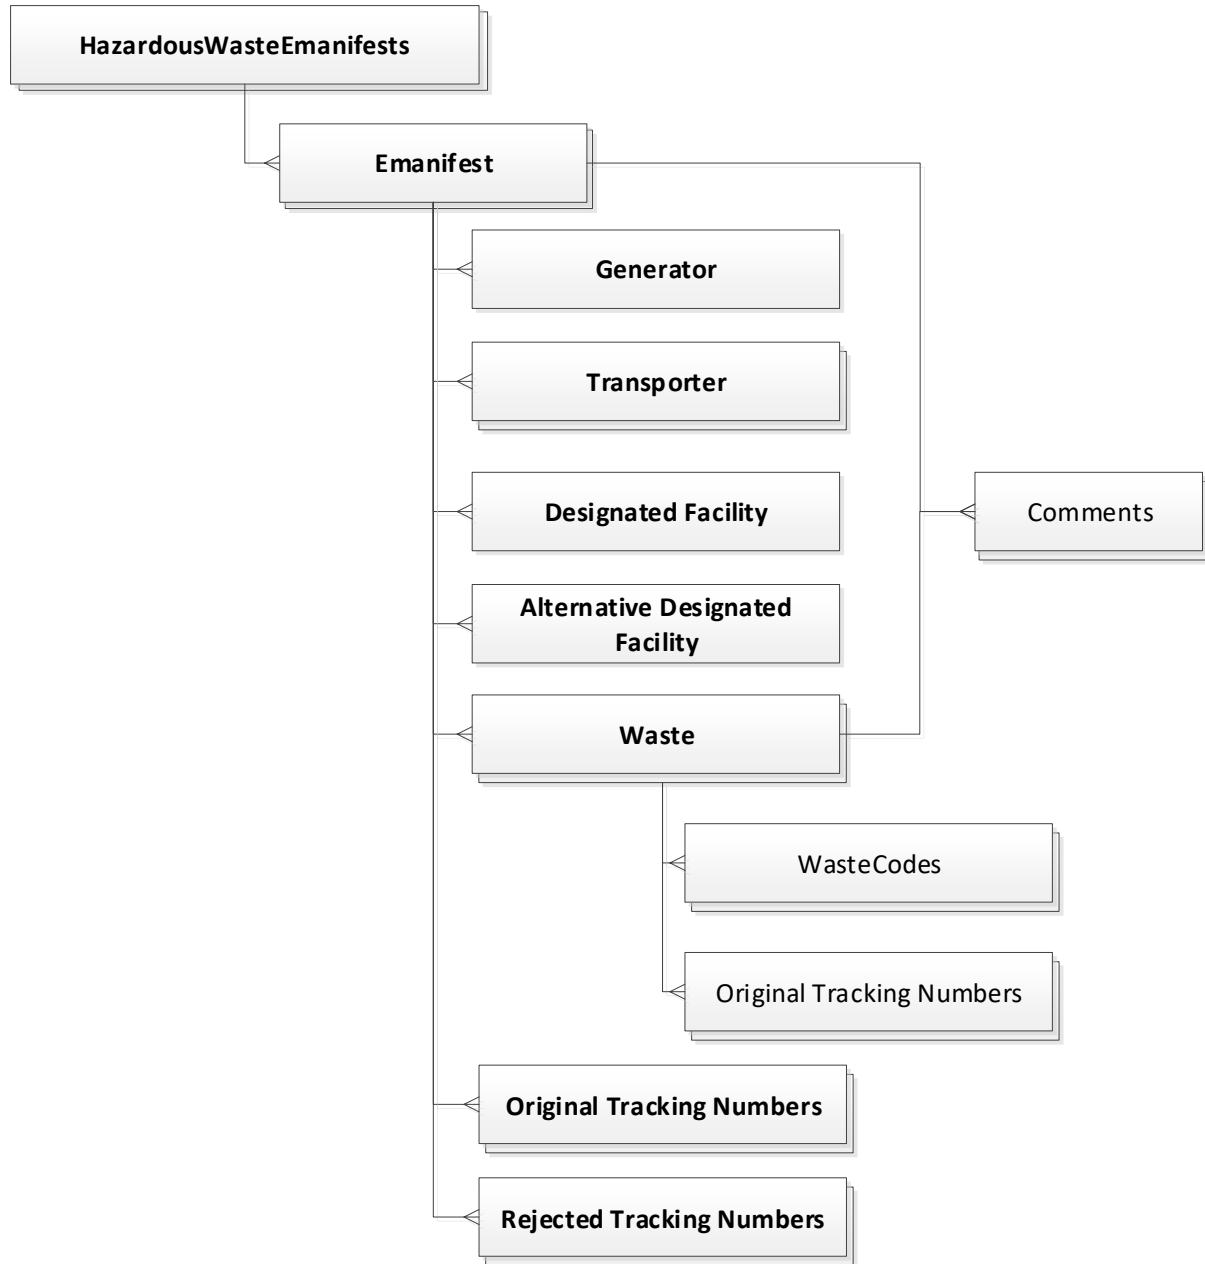 HazardousWasteEmanifests
Emanifest
Generator
Transporter
Designated Facility
Comments
Alternative Designated
Facility
Waste
WasteCodes
Original Tracking Numbers
Original Tracking Numbers
Rejected Tracking Numbers